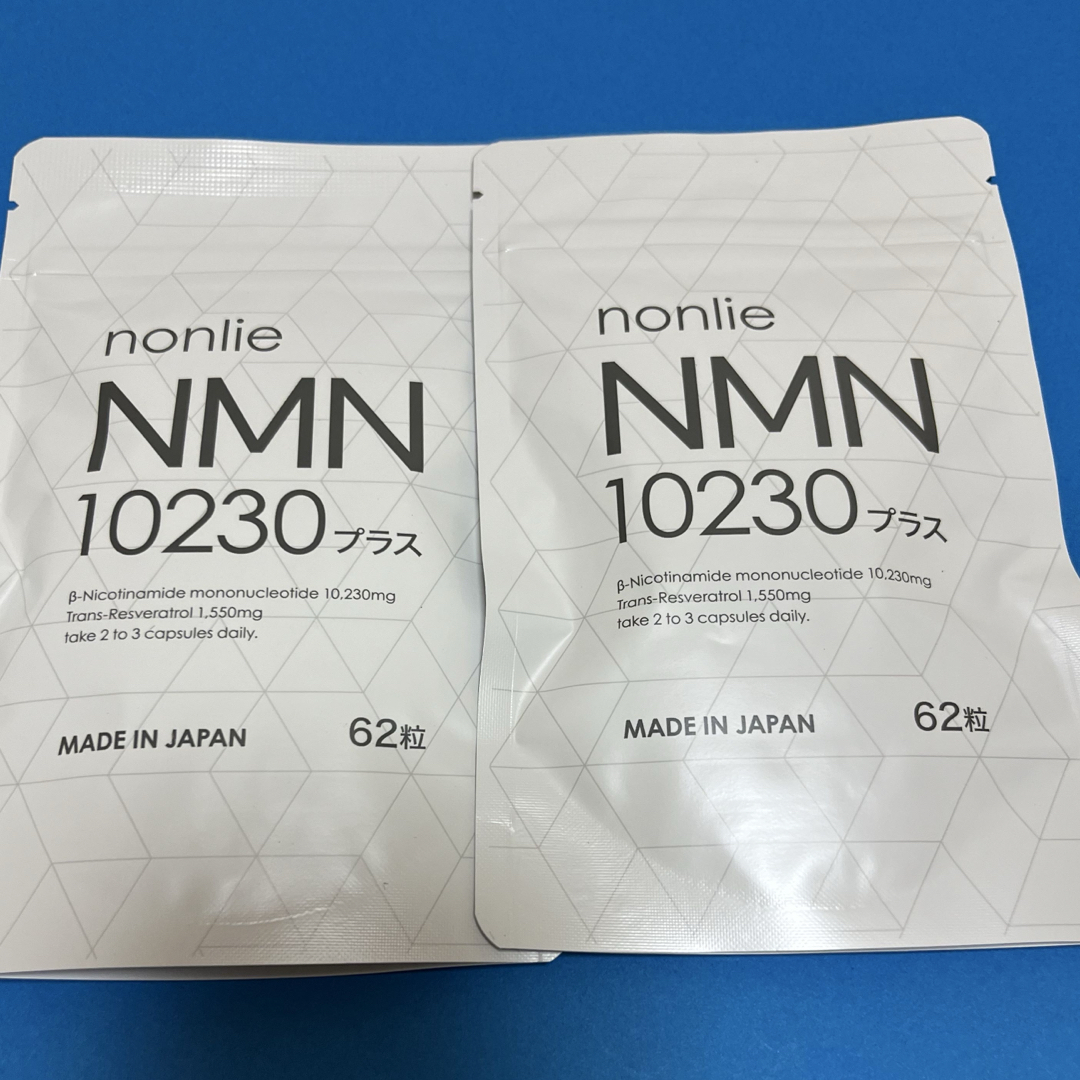 nonlie
NMN
10230プラス
β-Nicotinamide mononucleotide 10,230mg
Trans-Resveratrol 1,550mg
take 2 to 3 capsules daily.
MADE IN JAPAN 62粒
nonlie
NMN
10230プラス
β-Nicotinamide mononucleotide 10,230mg
Trans-Resveratrol 1,550mg
take 2 to 3 capsules daily.
MADE IN JAPAN 62粒